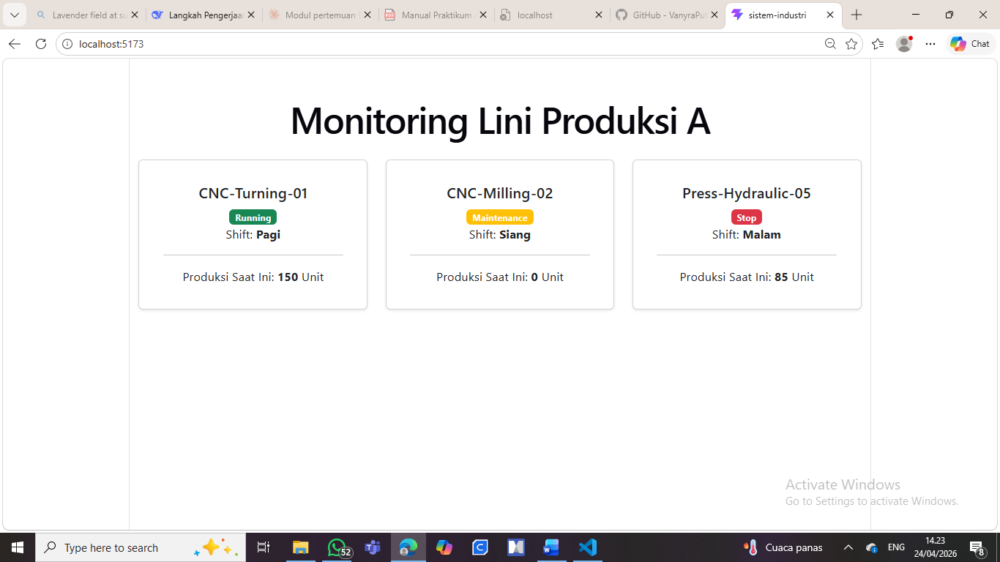 Lavender field at su
Langkah Pengerjaan
Modul pertemuan
Manual Praktikum
localhost
GitHub - VanyraPut
sistem-industri
localhost:5173
Chat
Monitoring Lini Produksi A
CNC-Turning-01
Running
Shift: Pagi
Produksi Saat Ini: 150 Unit
CNC-Milling-02
Maintenance
Shift: Siang
Produksi Saat Ini: 0 Unit
Press-Hydraulic-05
Stop
Shift: Malam
Produksi Saat Ini: 85 Unit
Activate Windows
Go to Settings to activate Windows.
Type here to search
52
Cuaca panas
ENG
14.23
24/04/2026
8